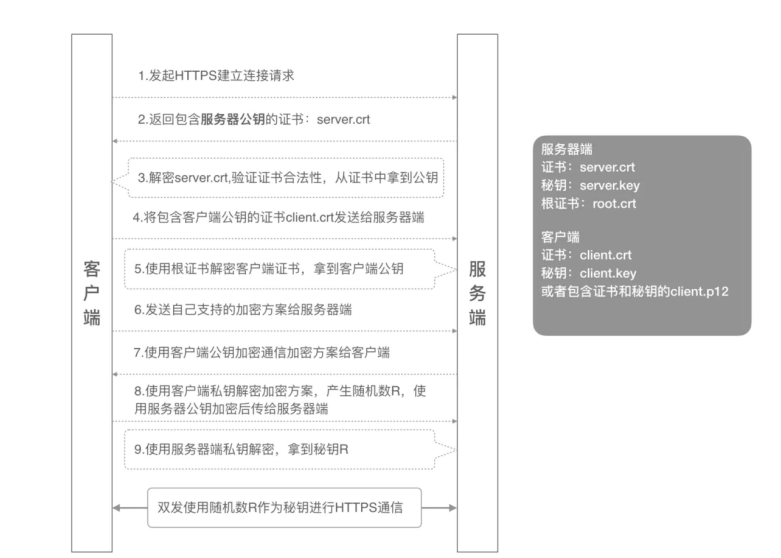 1.发起HTTPS建立连接请求
2.返回包含服务器公钥的证书：server.crt
3.解密server.crt,验证证书合法性，从证书中拿到公钥
4.将包含客户端公钥的证书client.crt发送给服务器端
5.使用根证书解密客户端证书，拿到客户端公钥
6.发送自己支持的加密方案给服务器端
7.使用客户端公钥加密通信加密方案给客户端
8.使用客户端私钥解密加密方案，产生随机数R，使
用服务器公钥加密后传给服务器端
9.使用服务器端私钥解密，拿到秘钥R
双发使用随机数R作为秘钥进行HTTPS通信
客户端
服务端
服务器端
证书：server.crt
秘钥：server.key
根证书：root.crt
客户端
证书：client.crt
秘钥：client.key
或者包含证书和秘钥的client.p12